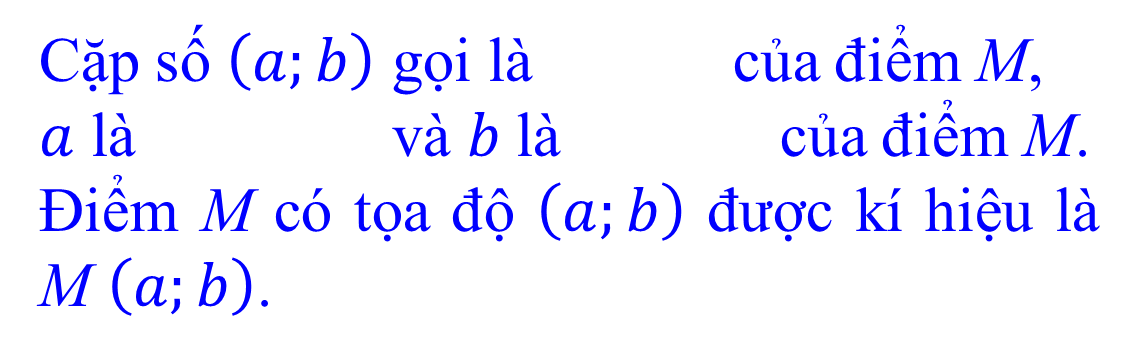 Cặp số (a; b) gọi là của điểm M,
a là và b là của điểm M.
Điểm M có tọa độ (a; b) được kí hiệu là
M (a; b).